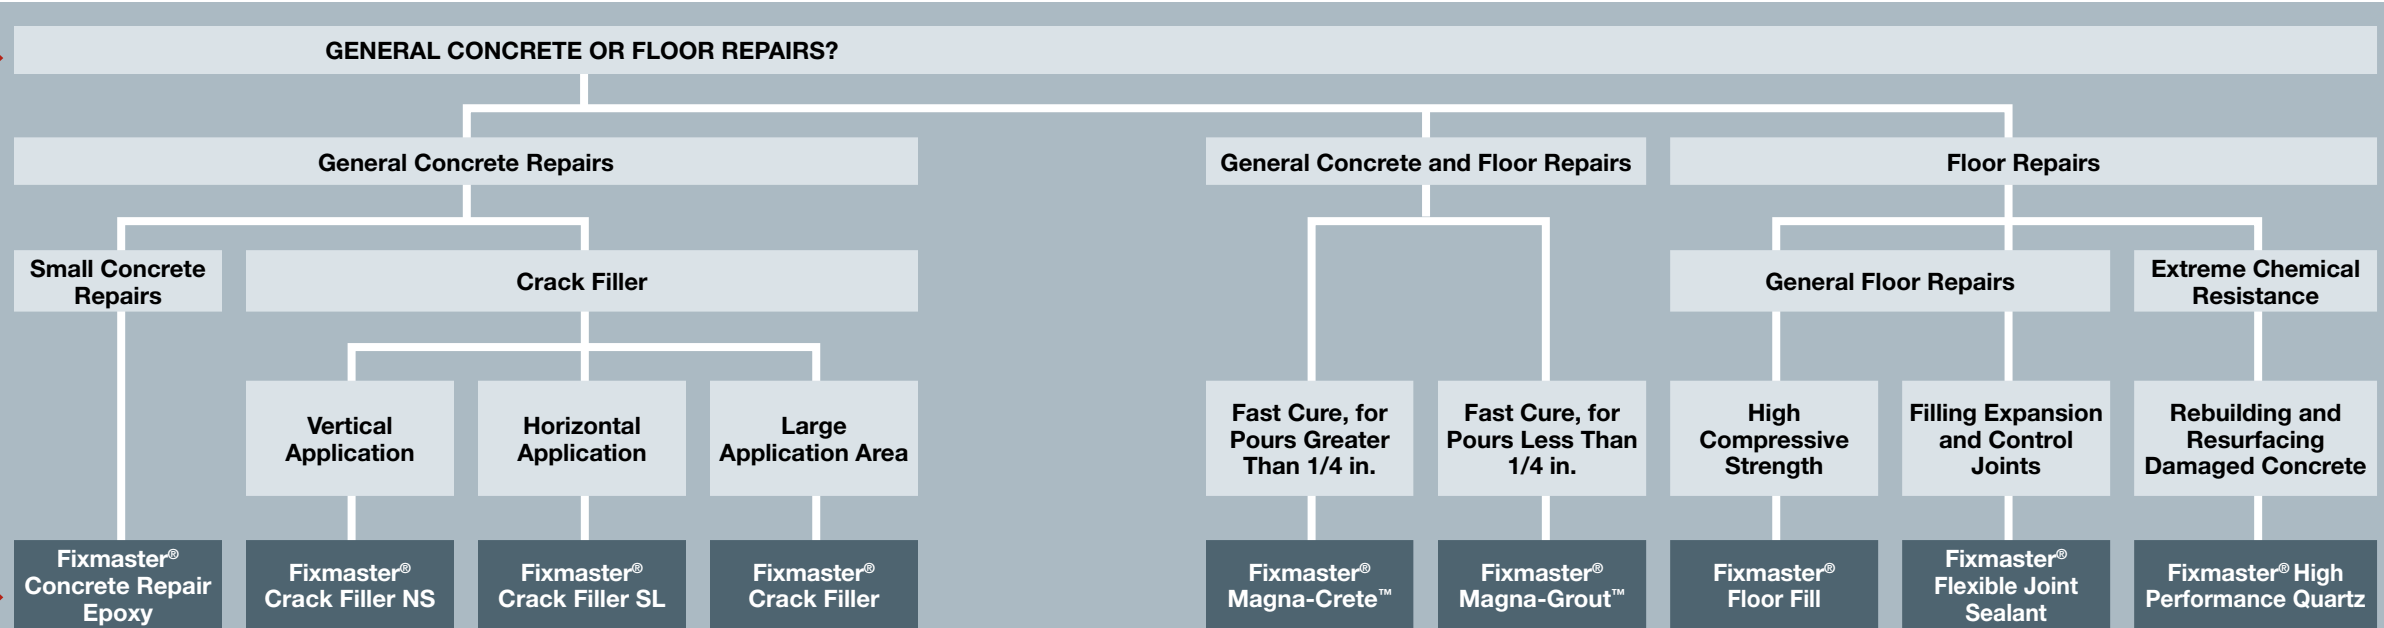 GENERAL CONCRETE OR FLOOR REPAIRS?
General Concrete Repairs
General Concrete and Floor Repairs
Floor Repairs
Small Concrete
Repairs
Crack Filler
General Floor Repairs
Extreme Chemical
Resistance
Vertical
Application
Horizontal
Application
Large
Application Area
Fast Cure, for
Pours Greater
Than 1/4 in.
Fast Cure, for
Pours Less Than
1/4 in.
High
Compressive
Strength
Filling Expansion
and Control
Joints
Rebuilding and
Resurfacing
Damaged Concrete
Fixmaster®
Concrete Repair
Epoxy
Fixmaster®
Crack Filler NS
Fixmaster®
Crack Filler SL
Fixmaster®
Crack Filler
Fixmaster®
Magna-Crete™
Fixmaster®
Magna-Grout™
Fixmaster®
Floor Fill
Fixmaster®
Flexible Joint
Sealant
Fixmaster® High
Performance Quartz